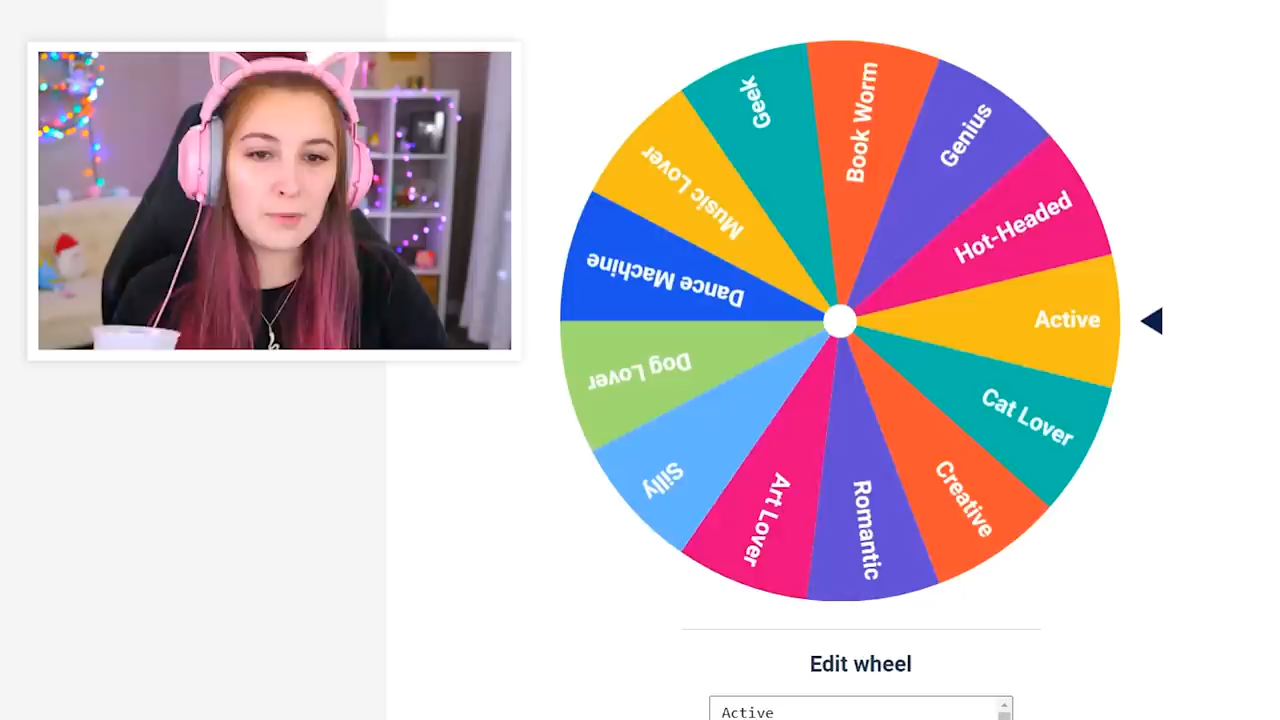 Geek
Book Worm
Genius
Music Lover
Hot-Headed
Dance Machine
Active
Dog Lover
Cat Lover
Silly
Art Lover
Romantic
Creative
Edit wheel
Active